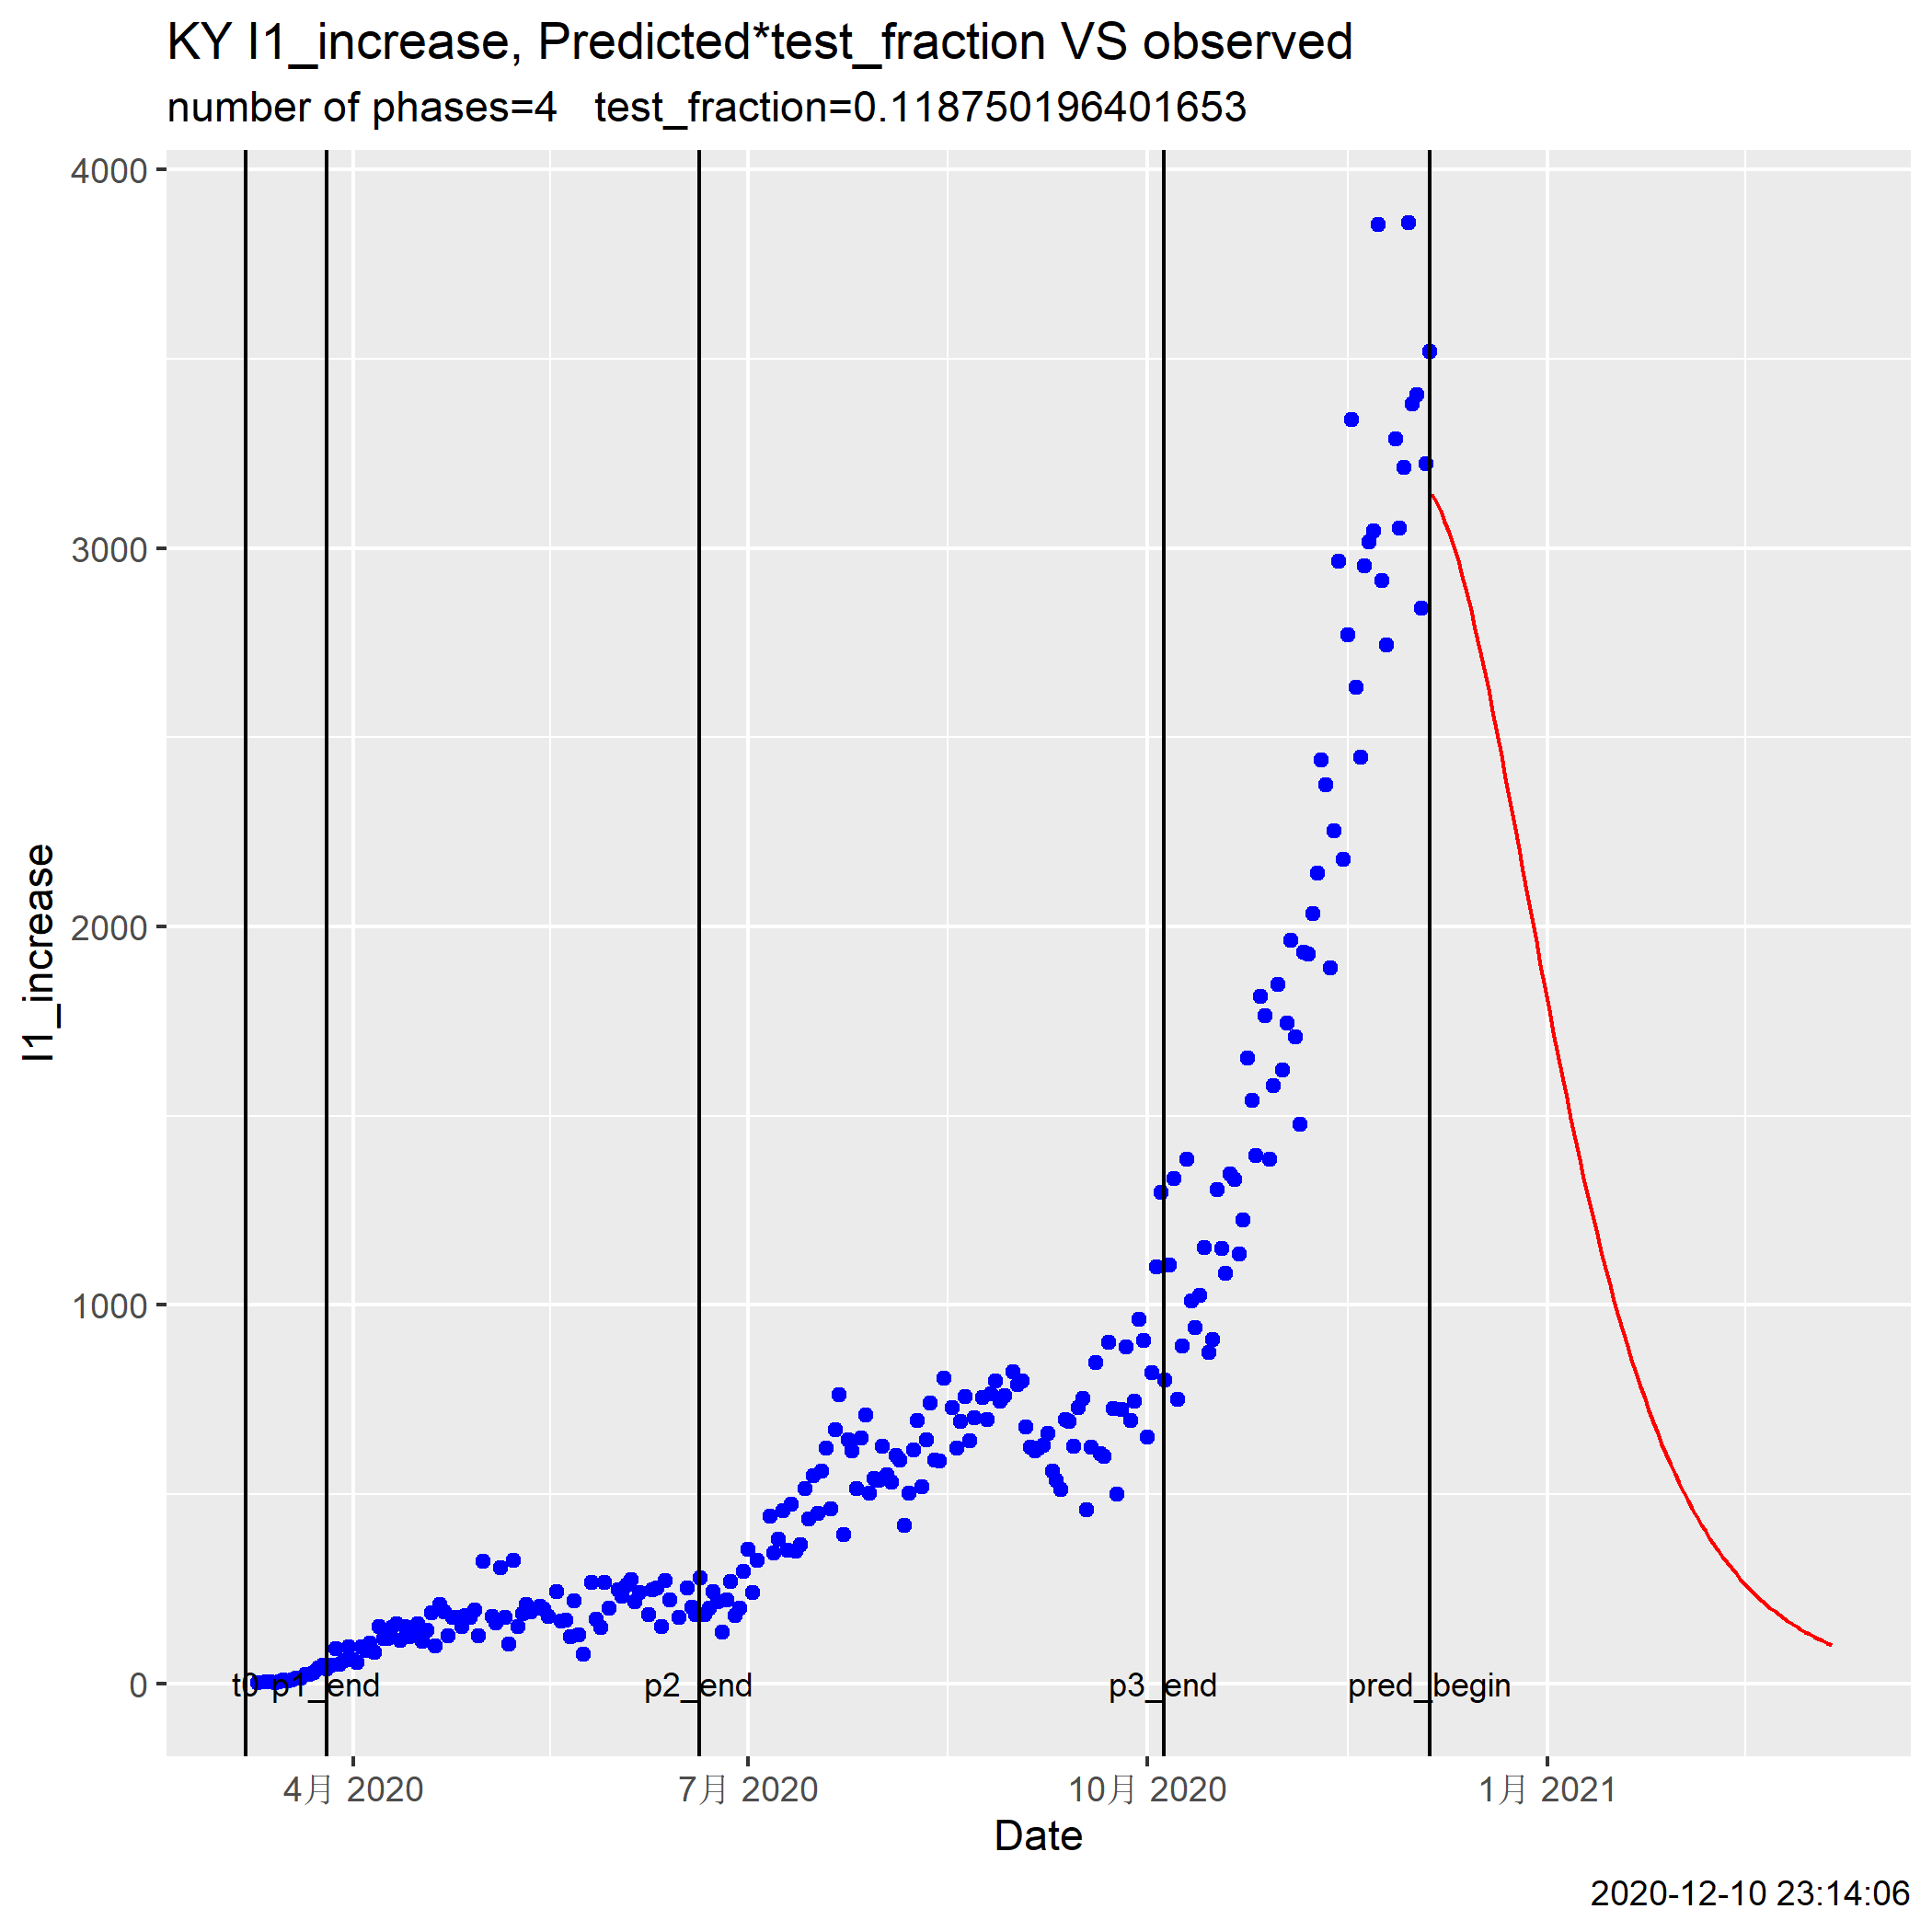 KY I1_increase, Predicted*test_fraction VS observed
number of phases=4   test_fraction=0.118750196401653
4000
3000
2000
1000
0
I1_increase
t0 p1_end p2_end p3_end pred_begin
4月 2020 7月 2020 10月 2020 1月 2021
Date
2020-12-10 23:14:06